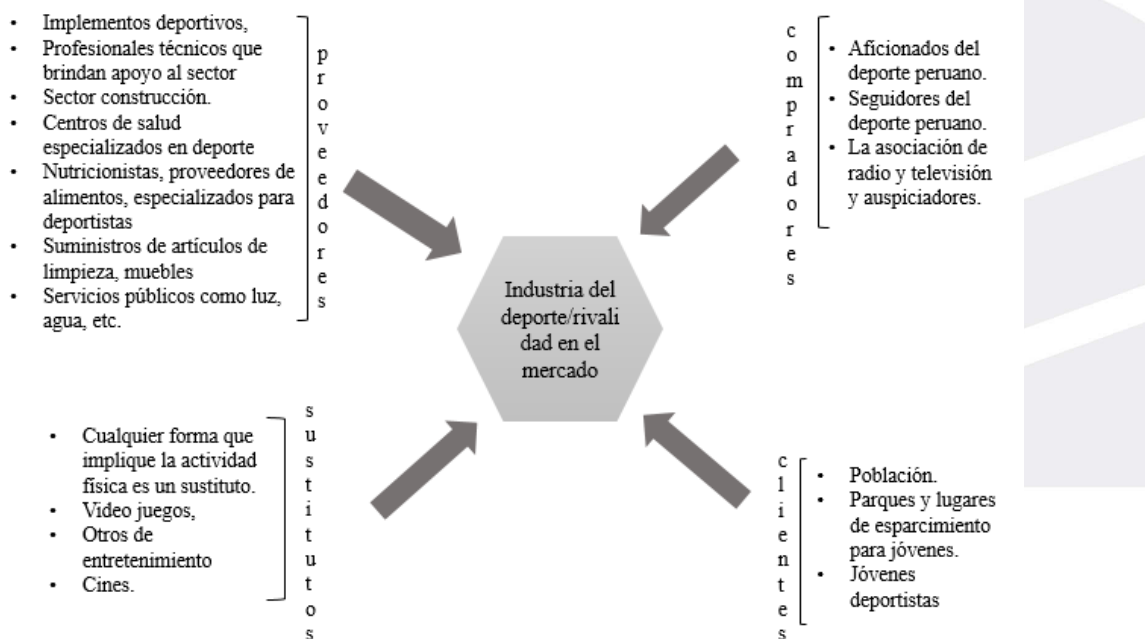 • Implementos deportivos,
• Profesionales técnicos que
brindan apoyo al sector
• Sector construcción.
• Centros de salud
especializados en deporte
• Nutricionistas, proveedores de
alimentos, especializados para
deportistas
• Suministros de artículos de
limpieza, muebles
• Servicios públicos como luz,
agua, etc.
proveedores
compradores
• Aficionados del
deporte peruano.
• Seguidores del
deporte peruano.
• La asociación de
radio y televisión
y auspiciadores.
Industria del
deporte/rivali
dad en el
mercado
• Cualquier forma que
implique la actividad
física es un sustituto.
• Video juegos,
• Otros de
entretenimiento
• Cines.
sustitutos
clientes
• Población.
• Parques y lugares
de esparcimiento
para jóvenes.
• Jóvenes
deportistas